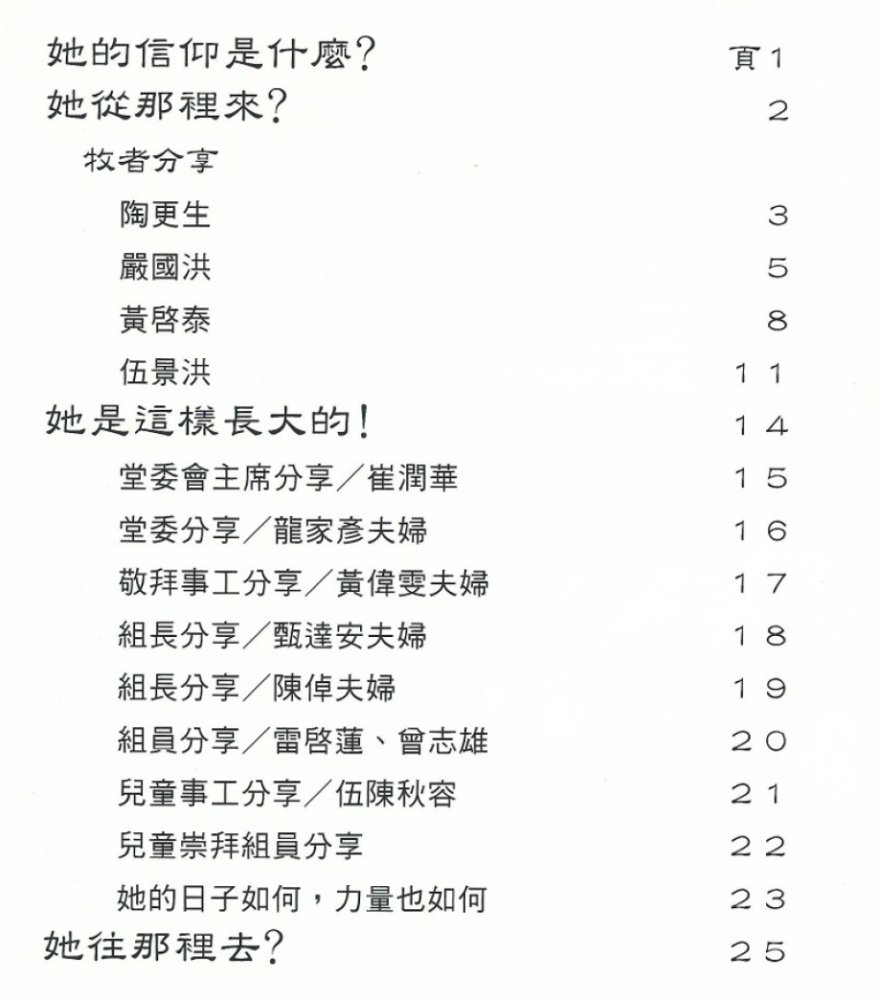 她的信仰是什麼? 頁1
她從那裡來? 2
牧者分享
陶更生 3
嚴國洪 5
黃啓泰 8
伍景洪 11
她是這樣長大的! 14
堂委會主席分享／崔潤華 15
堂委分享／龍家彥夫婦 16
敬拜事工分享／黃偉雯夫婦 17
組長分享／甄達安夫婦 18
組長分享／陳倬夫婦 19
組員分享／雷啓蓮、曾志雄 20
兒童事工分享／伍陳秋容 21
兒童崇拜組員分享 22
她的日子如何，力量也如何 23
她往那裡去? 25